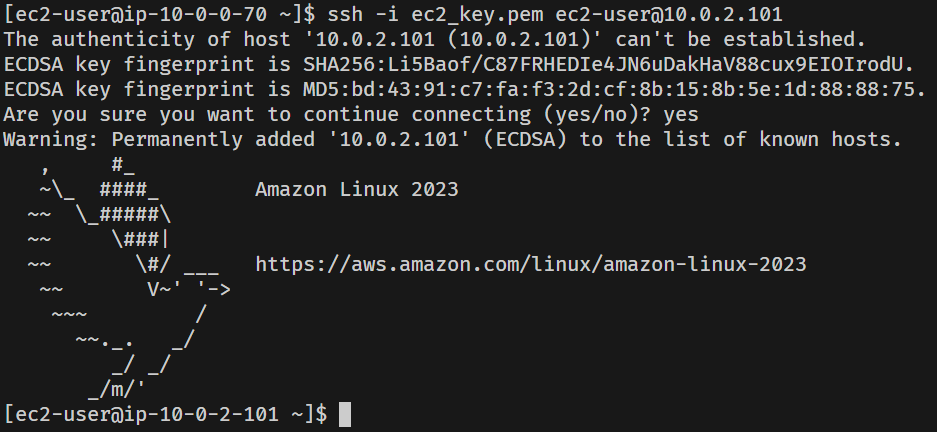 [ec2-user@ip-10-0-0-70 ~]$ ssh -i ec2_key.pem ec2-user@10.0.2.101
The authenticity of host '10.0.2.101 (10.0.2.101)' can't be established.
ECDSA key fingerprint is SHA256:Li5Baof/C87FRHEDIe4JN6uDakHaV88cux9EIOIrodU.
ECDSA key fingerprint is MD5:bd:43:91:c7:fa:f3:2d:cf:8b:15:8b:5e:1d:88:88:75.
Are you sure you want to continue connecting (yes/no)? yes
Warning: Permanently added '10.0.2.101' (ECDSA) to the list of known hosts.
   ,     #_
   ~\_  ####_        Amazon Linux 2023
  ~~  \_#####\
  ~~     \###|
  ~~       \#/ ___   https://aws.amazon.com/linux/amazon-linux-2023
   ~~       V~' '->
    ~~~         /
      ~~._.   _/
         _/ _/
       _/m/'
[ec2-user@ip-10-0-2-101 ~]$